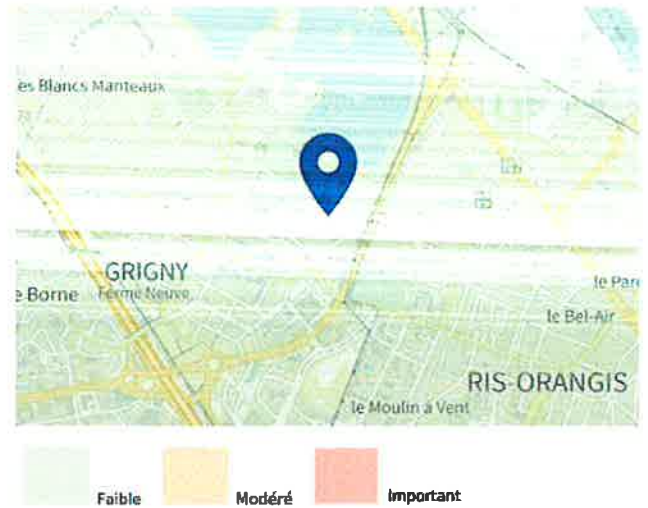 es Blancs Manteaux
GRIGNY
Ferme Neuve
e Borne
le Parc
le Bel-Air
RIS-ORANGIS
le Moulin à Vent
Faible
Modéré
Important